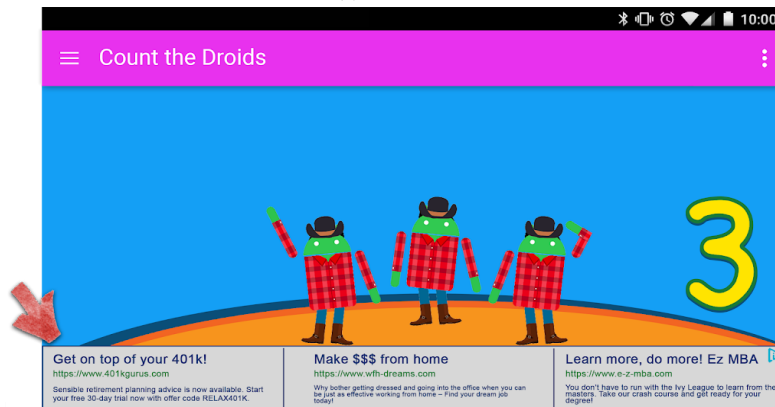 10:00
Count the Droids
3
Get on top of your 401k!
https://www.401kgurus.com
Sensible retirement planning advice is now available. Start
your free 30-day trial now with offer code RELAX401K.
Make $$$ from home
https://www.wfh-dreams.com
Why bother getting dressed and going into the office when you can
be just as effective working from home – Find your dream job
today!
Learn more, do more! Ez MBA
https://www.e-z-mba.com
You don't have to run with the Ivy League to learn from the
masters. Take our crash course and get ready for your
degree!